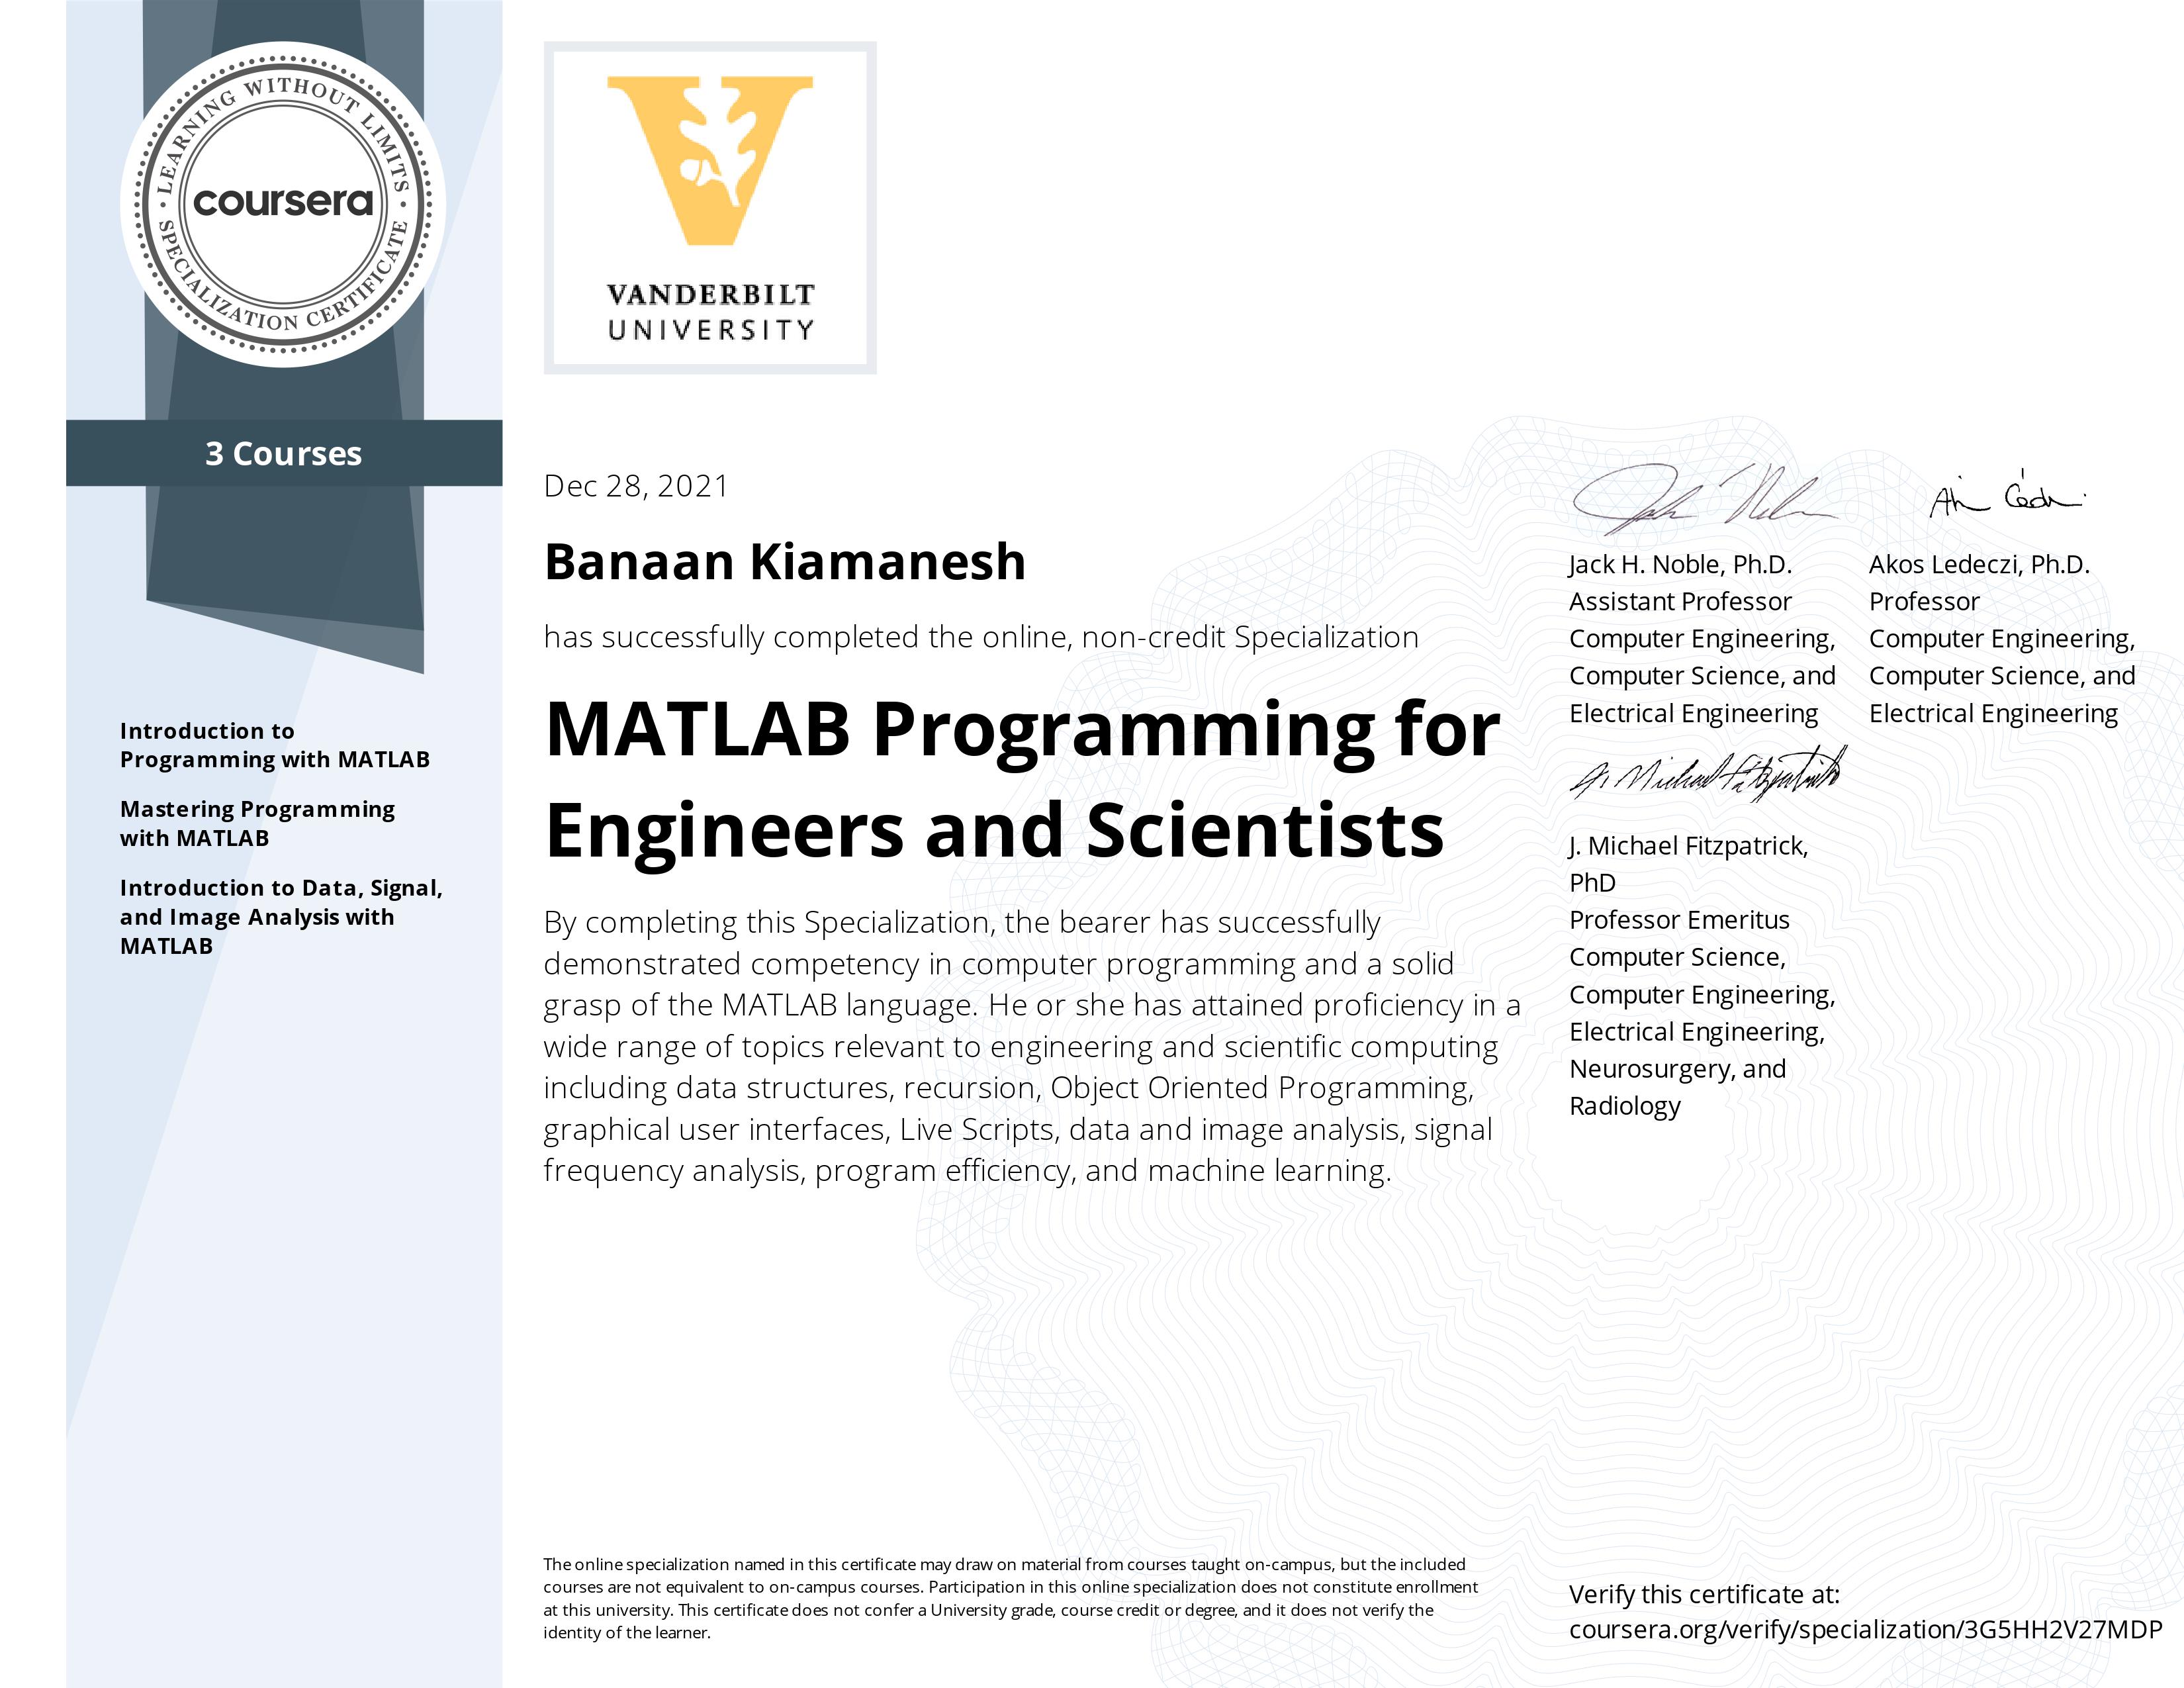 LEARNING WITHOUT LIMITS
coursera
SPECIALIZATION CERTIFICATE
3 Courses
Introduction to
Programming with MATLAB
Mastering Programming
with MATLAB
Introduction to Data, Signal,
and Image Analysis with
MATLAB
VANDERBILT
UNIVERSITY
Dec 28, 2021
Banaan Kiamanesh
has successfully completed the online, non-credit Specialization
MATLAB Programming for
Engineers and Scientists
By completing this Specialization, the bearer has successfully
demonstrated competency in computer programming and a solid
grasp of the MATLAB language. He or she has attained proficiency in a
wide range of topics relevant to engineering and scientific computing
including data structures, recursion, Object Oriented Programming,
graphical user interfaces, Live Scripts, data and image analysis, signal
frequency analysis, program efficiency, and machine learning.
Jack H. Noble, Ph.D.
Assistant Professor
Computer Engineering,
Computer Science, and
Electrical Engineering
Akos Ledeczi, Ph.D.
Professor
Computer Engineering,
Computer Science, and
Electrical Engineering
J. Michael Fitzpatrick
J. Michael Fitzpatrick,
PhD
Professor Emeritus
Computer Science,
Computer Engineering,
Electrical Engineering,
Neurosurgery, and
Radiology
The online specialization named in this certificate may draw on material from courses taught on-campus, but the included
courses are not equivalent to on-campus courses. Participation in this online specialization does not constitute enrollment
at this university. This certificate does not confer a University grade, course credit or degree, and it does not verify the
identity of the learner.
Verify this certificate at:
coursera.org/verify/specialization/3G5HH2V27MDP